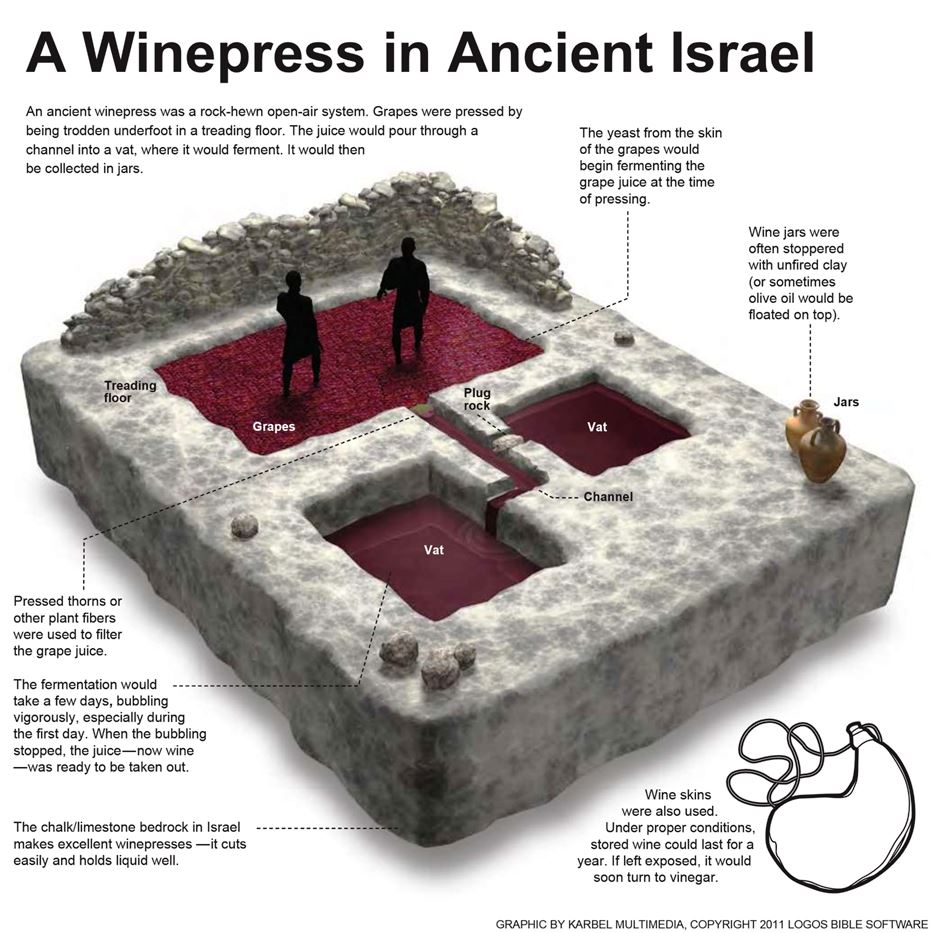 A Winepress in Ancient Israel
An ancient winepress was a rock-hewn open-air system. Grapes were pressed by
being trodden underfoot in a treading floor. The juice would pour through a
channel into a vat, where it would ferment. It would then
be collected in jars.
The yeast from the skin
of the grapes would
begin fermenting the
grape juice at the time
of pressing.
Wine jars were
often stoppered
with unfired clay
(or sometimes
olive oil would be
floated on top).
Treading
floor
Grapes
Plug
rock
Vat
Jars
Channel
Vat
Pressed thorns or
other plant fibers
were used to filter
the grape juice.
The fermentation would
take a few days, bubbling
vigorously, especially during
the first day. When the bubbling
stopped, the juice—now wine
—was ready to be taken out.
The chalk/limestone bedrock in Israel
makes excellent winepresses —it cuts
easily and holds liquid well.
Wine skins
were also used.
Under proper conditions,
stored wine could last for a
year. If left exposed, it would
soon turn to vinegar.
GRAPHIC BY KARBEL MULTIMEDIA, COPYRIGHT 2011 LOGOS BIBLE SOFTWARE